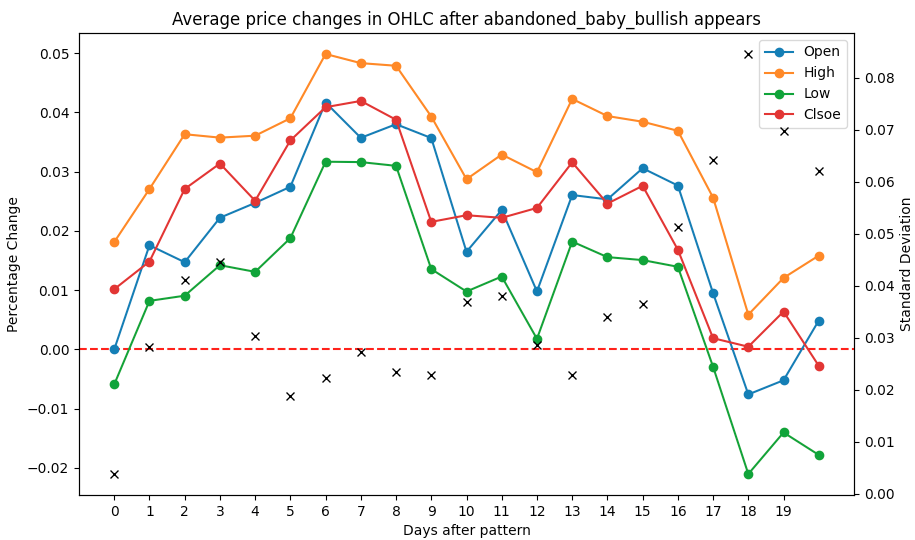 Average price changes in OHLC after abandoned_baby_bullish appears
Open
High
Low
Clsoe
0.05
0.04
0.03
0.02
0.01
0.00
−0.01
−0.02
Percentage Change
0.08
0.07
0.06
0.05
0.04
0.03
0.02
0.01
0.00
Standard Deviation
0 1 2 3 4 5 6 7 8 9 10 11 12 13 14 15 16 17 18 19
Days after pattern